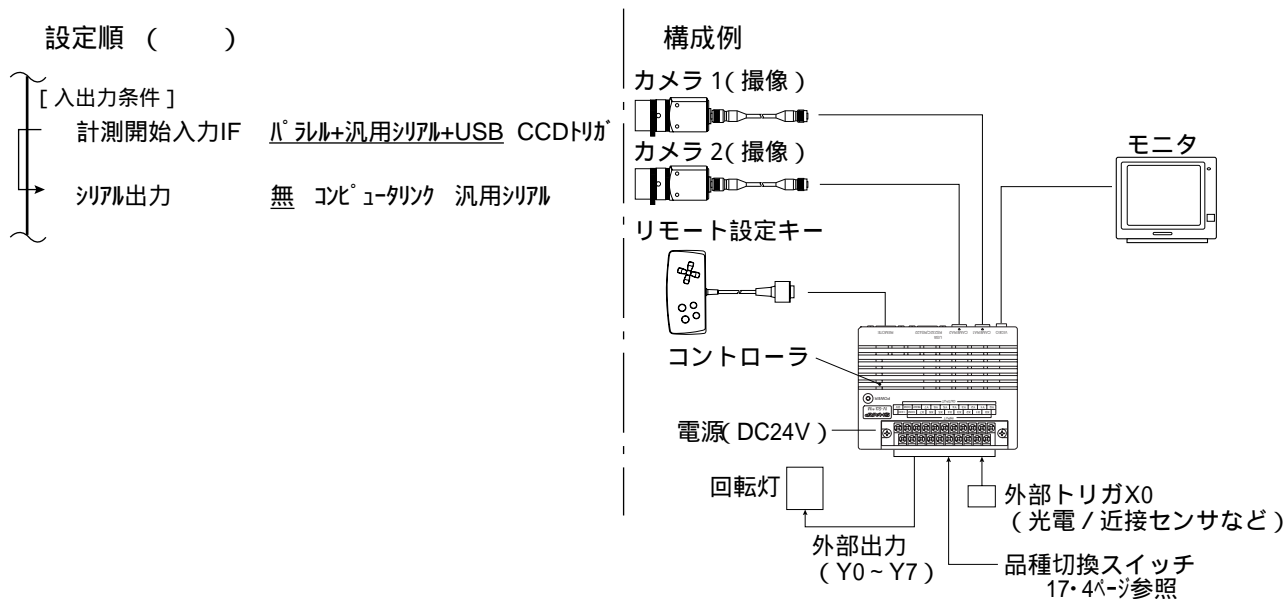 設定順 (　　)
[ 入出力条件 ]
計測開始入力IF　ﾊﾟﾗﾚﾙ+汎用ｼﾘｱﾙ+USB CCDﾄﾘｶﾞ
ｼﾘｱﾙ出力　無 ｺﾝﾋﾟｭｰﾀﾘﾝｸ 汎用ｼﾘｱﾙ
構成例
カメラ 1( 撮像 )
カメラ 2( 撮像 )
モニタ
リモート設定キー
コントローラ
POWER
SHARP
電源( DC24V )
回転灯
外部トリガX0
( 光電 / 近接センサなど )
外部出力
( Y0 ~ Y7 )
品種切換スイッチ
17･4ﾍﾟｰｼﾞ参照